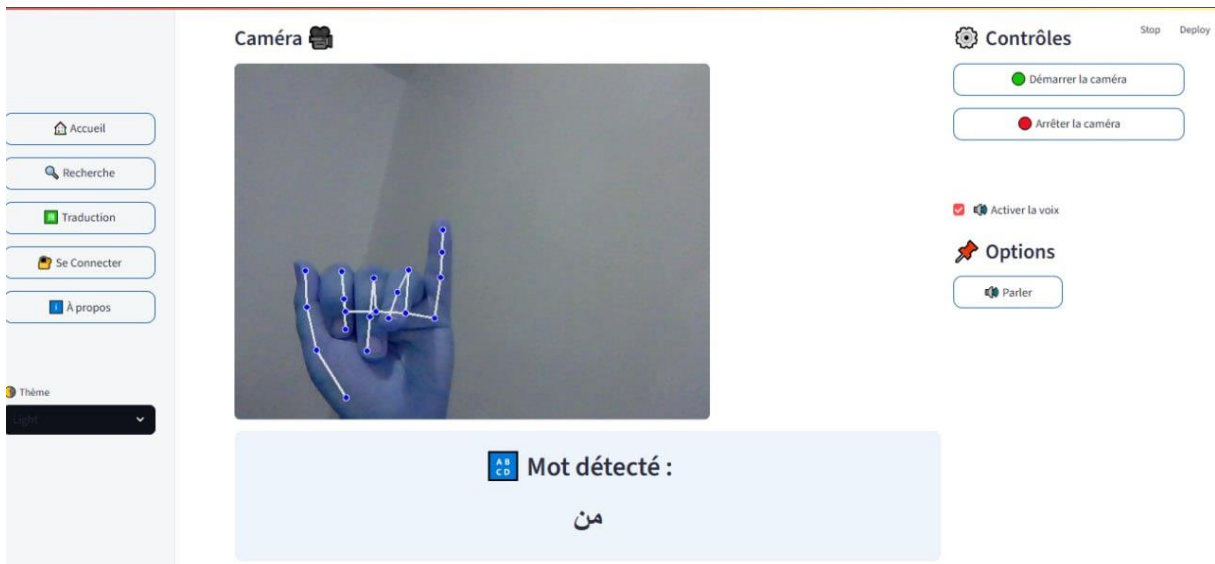 Stop Deploy
Accueil
Recherche
Traduction
Se Connecter
À propos
Thème
Light
Caméra
Mot détecté :
من
Contrôles
Démarrer la caméra
Arrêter la caméra
Activer la voix
Options
Parler